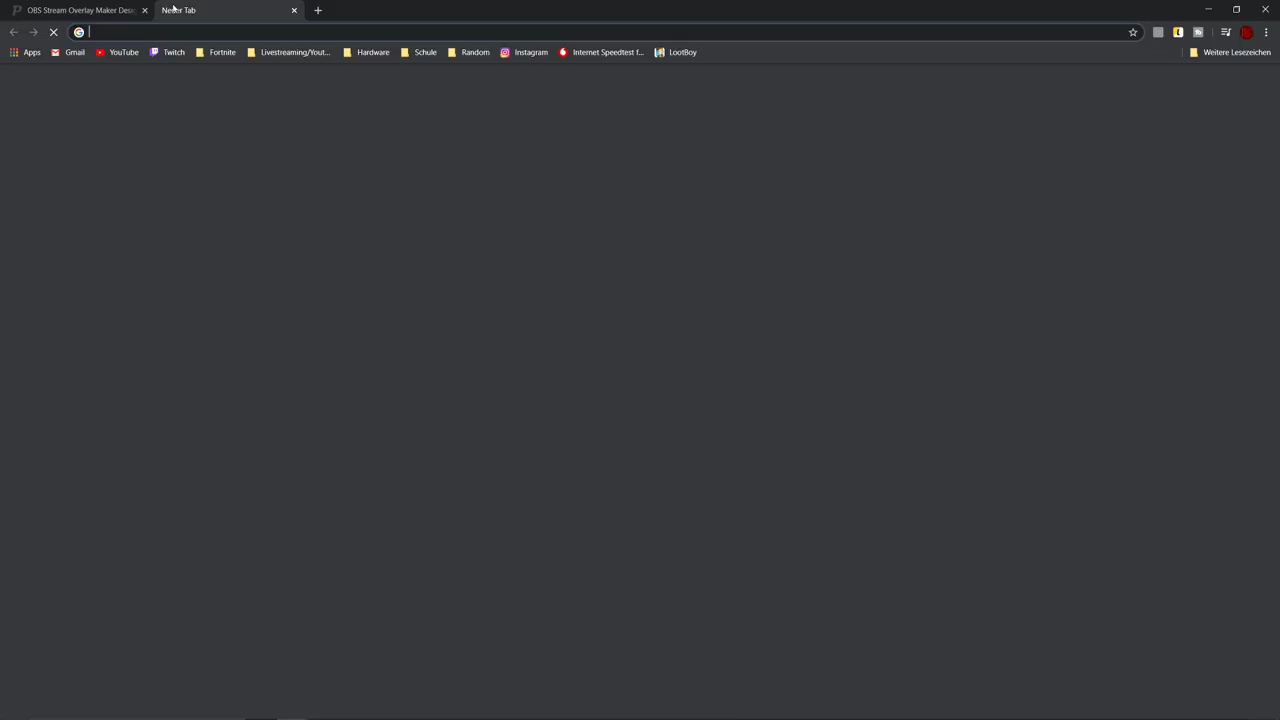 OBS Stream Overlay Maker Desi
Neuer Tab
Apps Gmail YouTube Twitch Fortnite Livestreaming/Yout... Hardware Schule Random Instagram Internet Speedtest f... LootBoy Weitere Lesezeichen